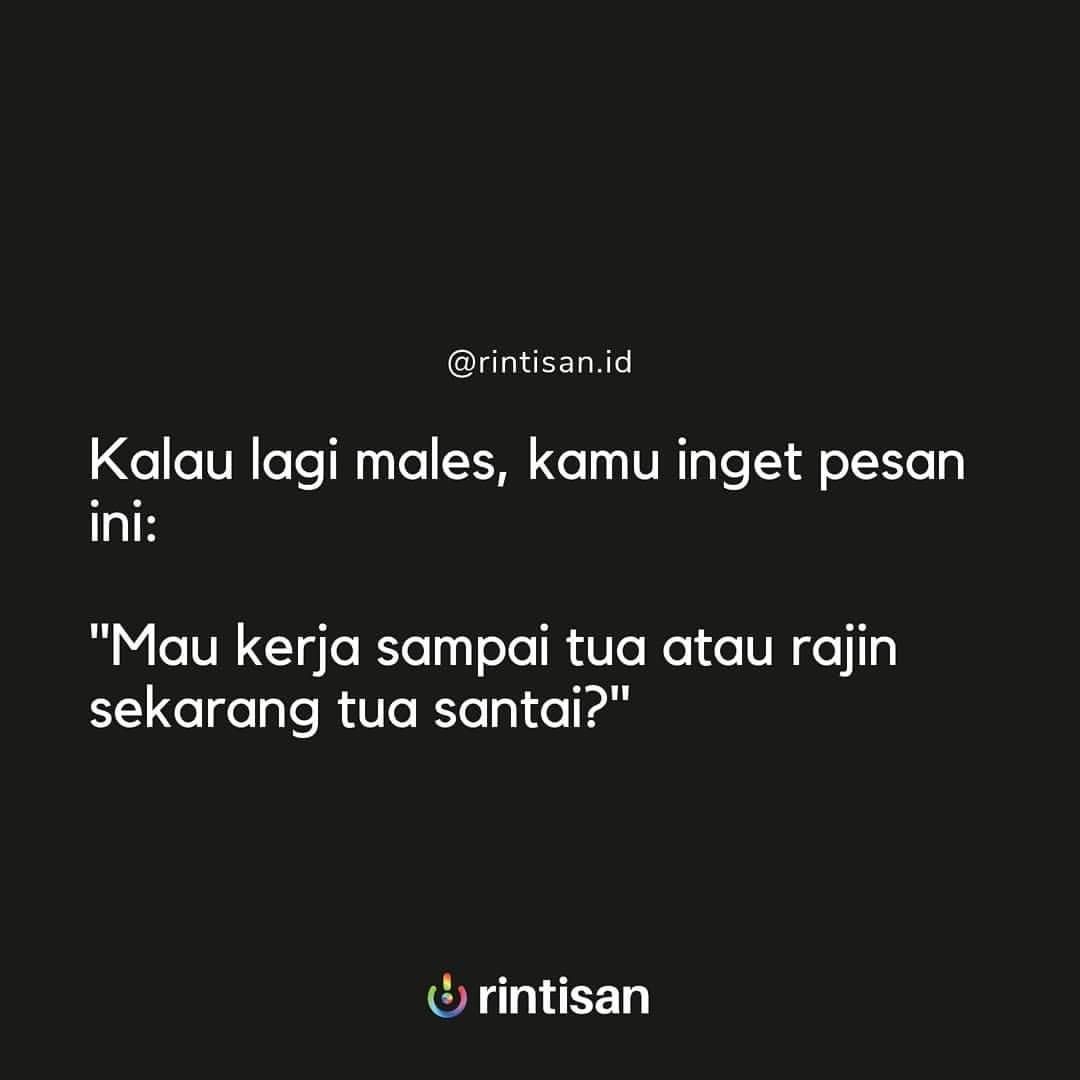 @rintisan.id
Kalau lagi males, kamu inget pesan
ini:
"Mau kerja sampai tua atau rajin
sekarang tua santai?"
rintisan